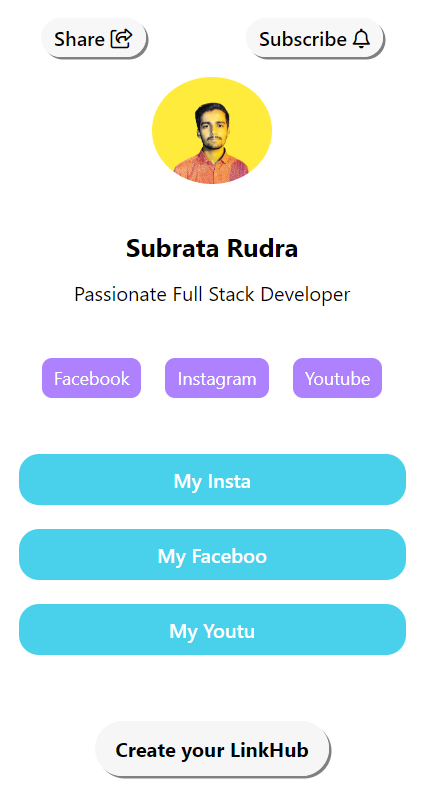 Share
Subscribe
Subrata Rudra
Passionate Full Stack Developer
Facebook
Instagram
Youtube
My Insta
My Faceboo
My Youtu
Create your LinkHub